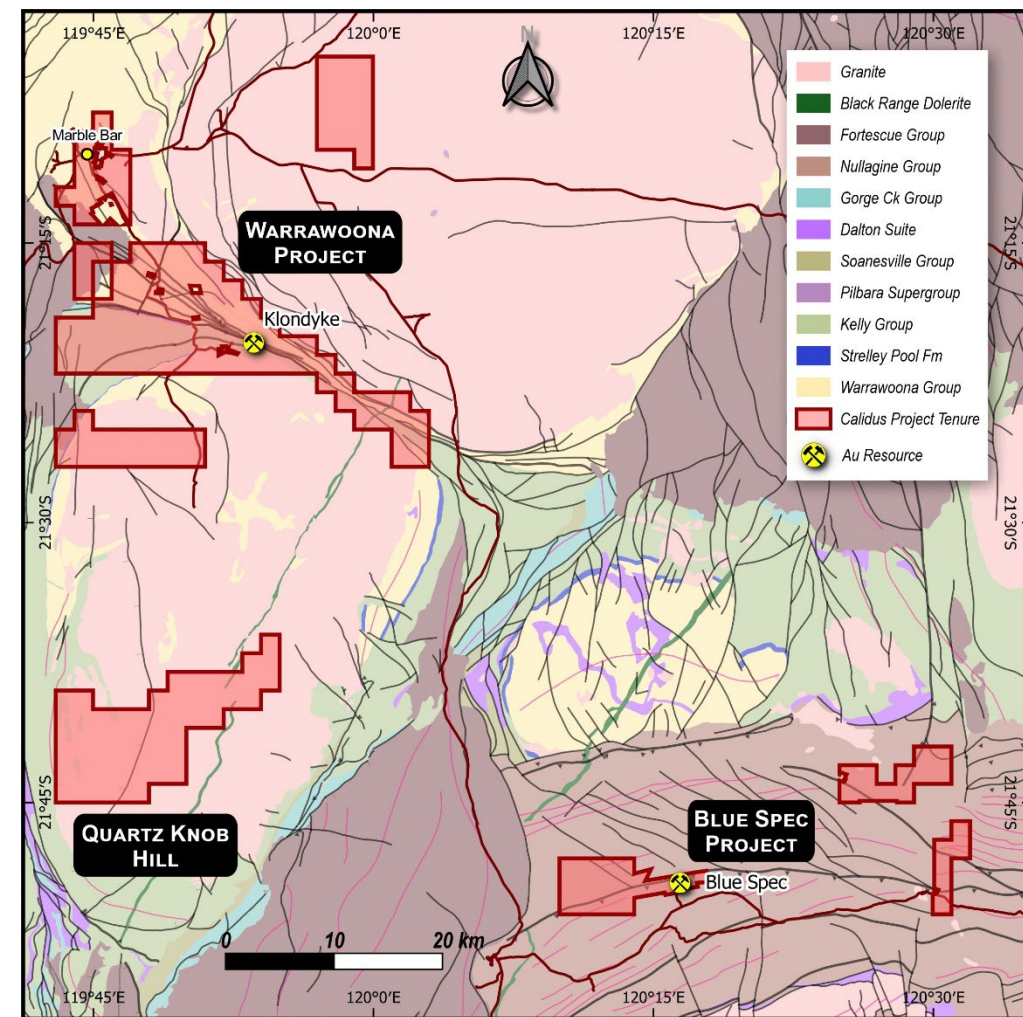 119°45'E
120°0'E
120°15'E
120°30'E
N
Granite
Black Range Dolerite
Fortescue Group
Nullagine Group
Gorge Ck Group
Dalton Suite
Soanesville Group
Pilbara Supergroup
Kelly Group
Strelley Pool Fm
Warrawoona Group
Calidus Project Tenure
Au Resource
Marble Bar
WARRAWOONA
PROJECT
21°15'S
21°15'S
Klondyke
21°30'S
21°30'S
21°45'S
21°45'S
QUARTZ KNOB
HILL
BLUE SPEC
PROJECT
Blue Spec
0 10 20 km
119°45'E
120°0'E
120°15'E
120°30'E